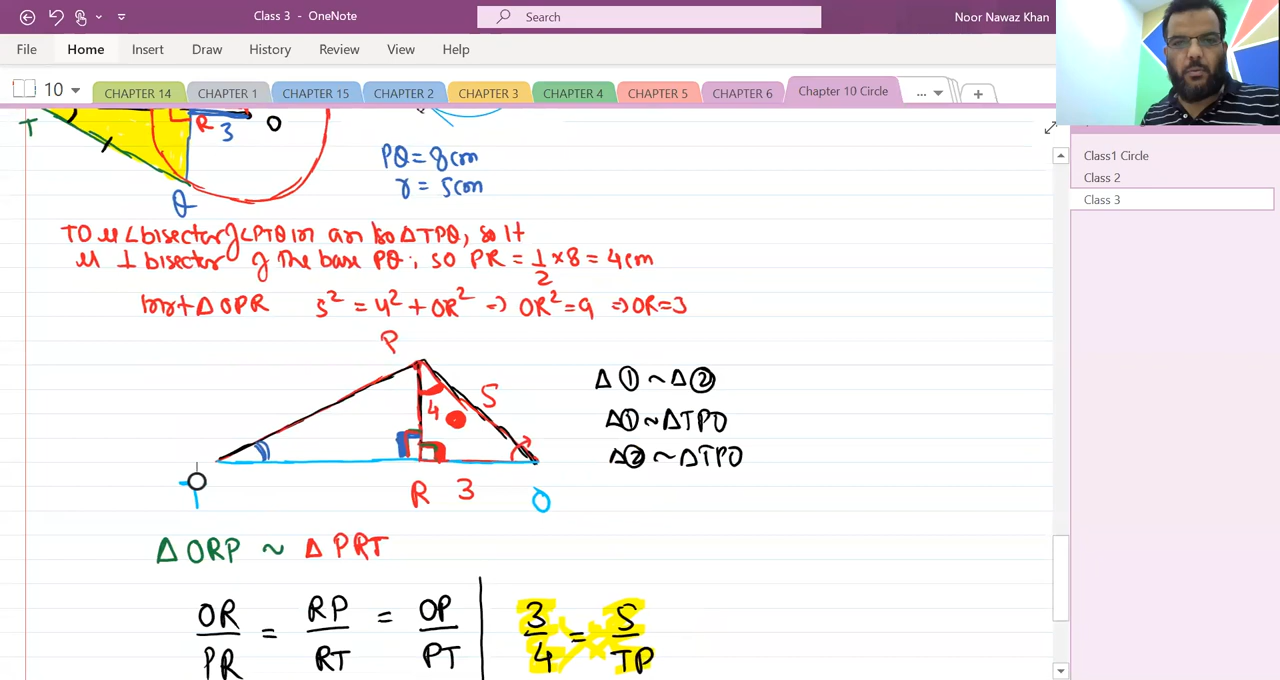 Class 3 - OneNote
Search
Noor Nawaz Khan
File Home Insert Draw History Review View Help
10 CHAPTER 14 CHAPTER 1 CHAPTER 15 CHAPTER 2 CHAPTER 3 CHAPTER 4 CHAPTER 5 CHAPTER 6 Chapter 10 Circle ... +
Class1 Circle
Class 2
Class 3
T R 3 O
Q
PQ = 8cm
r = 5cm
TO is ∠bisector of ∠PTQ in an iso ΔTPQ, so it
is ⊥ bisector of the base PQ, so PR = 1/2 × 8 = 4cm
in rt ΔOPR 5² = 4² + OR² => OR² = 9 => OR = 3
P
4 5
T R 3 O
Δ① ~ Δ②
Δ① ~ ΔTPO
Δ② ~ ΔTPO
Δ ORP ~ Δ PRT
OR/PR = RP/RT = OP/PT
3/4 = 5/TP